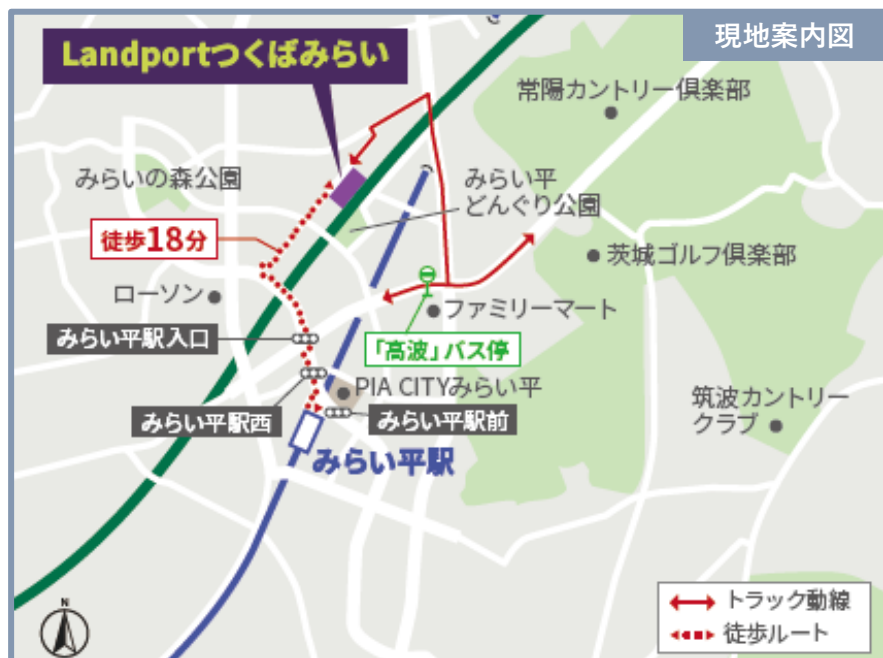 現地案内図
Landportつくばみらい
常陽カントリー倶楽部
みらいの森公園
みらい平
どんぐり公園
徒歩18分
茨城ゴルフ倶楽部
ローソン
ファミリーマート
みらい平駅入口
「高波」バス停
PIA CITYみらい平
みらい平駅西
みらい平駅前
筑波カントリー
クラブ
みらい平駅
N
トラック動線
徒歩ルート